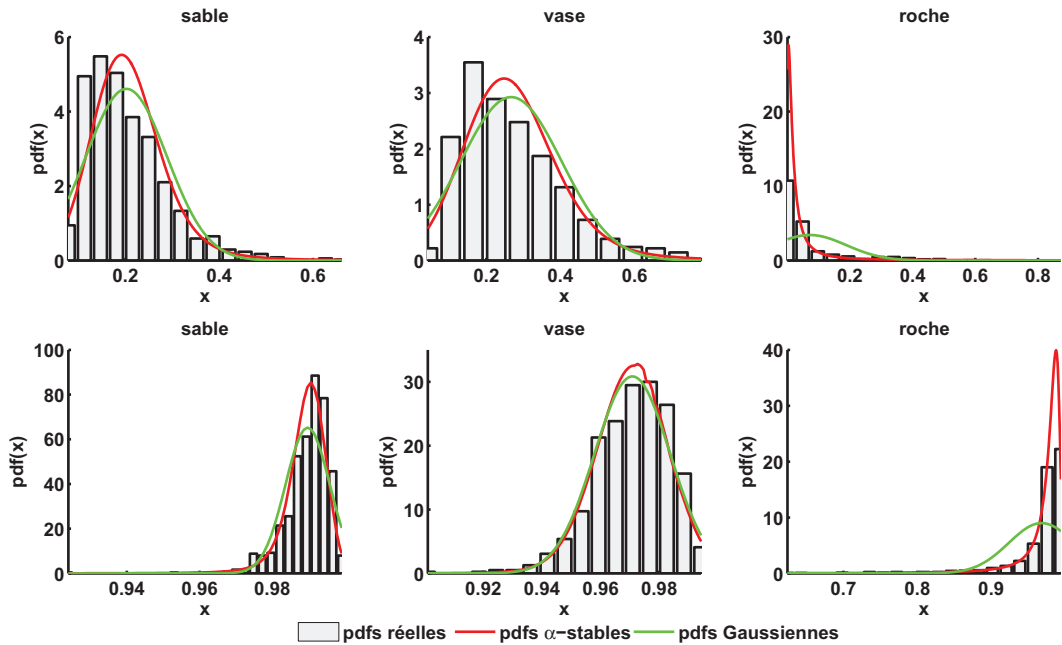 sable
vase
roche
pdf(x)
6
4
2
0
0.2
0.4
0.6
x
pdf(x)
4
3
2
1
0
0.2
0.4
0.6
x
pdf(x)
30
20
10
0
0.2
0.4
0.6
0.8
x
sable
vase
roche
pdf(x)
100
80
60
40
20
0
0.94
0.96
0.98
x
pdf(x)
30
20
10
0
0.92
0.94
0.96
0.98
x
pdf(x)
40
30
20
10
0
0.7
0.8
0.9
x
pdfs réelles
pdfs α−stables
pdfs Gaussiennes